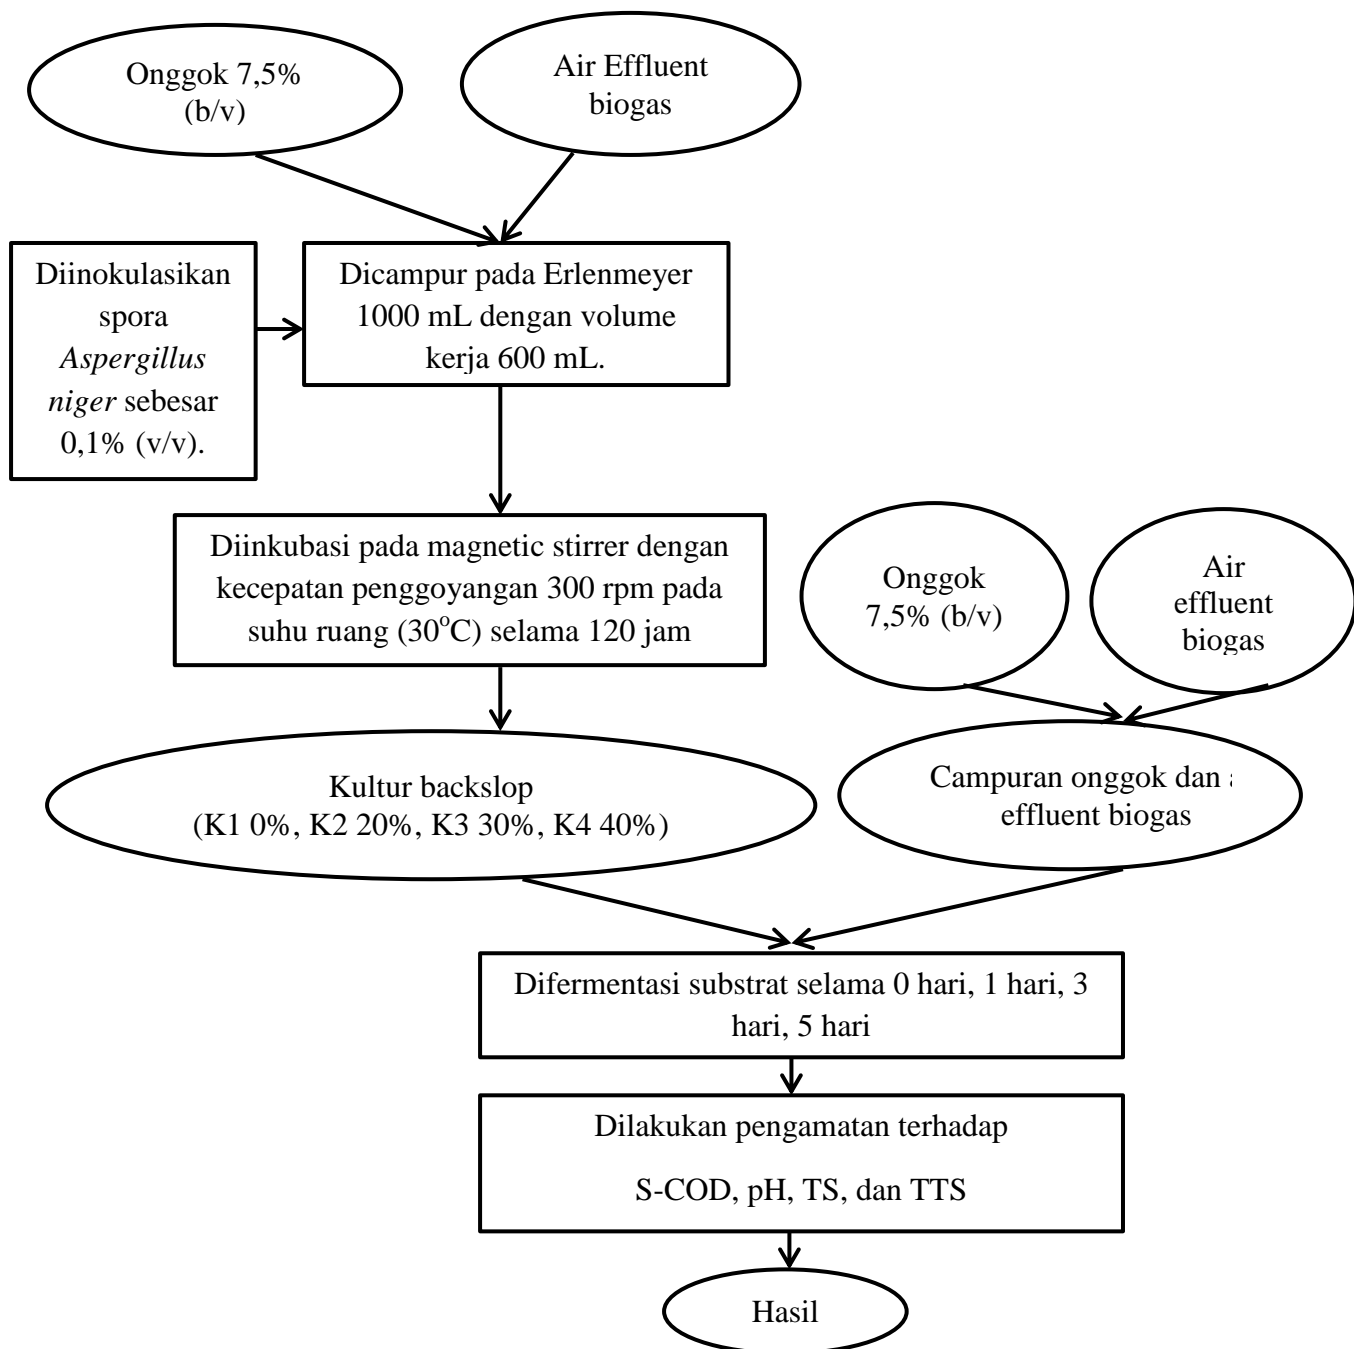 Onggok 7,5%
(b/v)
Air Effluent
biogas
Diinokulasikan
spora
Aspergillus
niger sebesar
0,1% (v/v).
Dicampur pada Erlenmeyer
1000 mL dengan volume
kerja 600 mL.
Diinkubasi pada magnetic stirrer dengan
kecepatan penggoyangan 300 rpm pada
suhu ruang (30°C) selama 120 jam
Onggok
7,5% (b/v)
Air
effluent
biogas
Kultur backslop
(K1 0%, K2 20%, K3 30%, K4 40%)
Campuran onggok dan
effluent biogas
Difermentasi substrat selama 0 hari, 1 hari, 3
hari, 5 hari
Dilakukan pengamatan terhadap
S-COD, pH, TS, dan TTS
Hasil